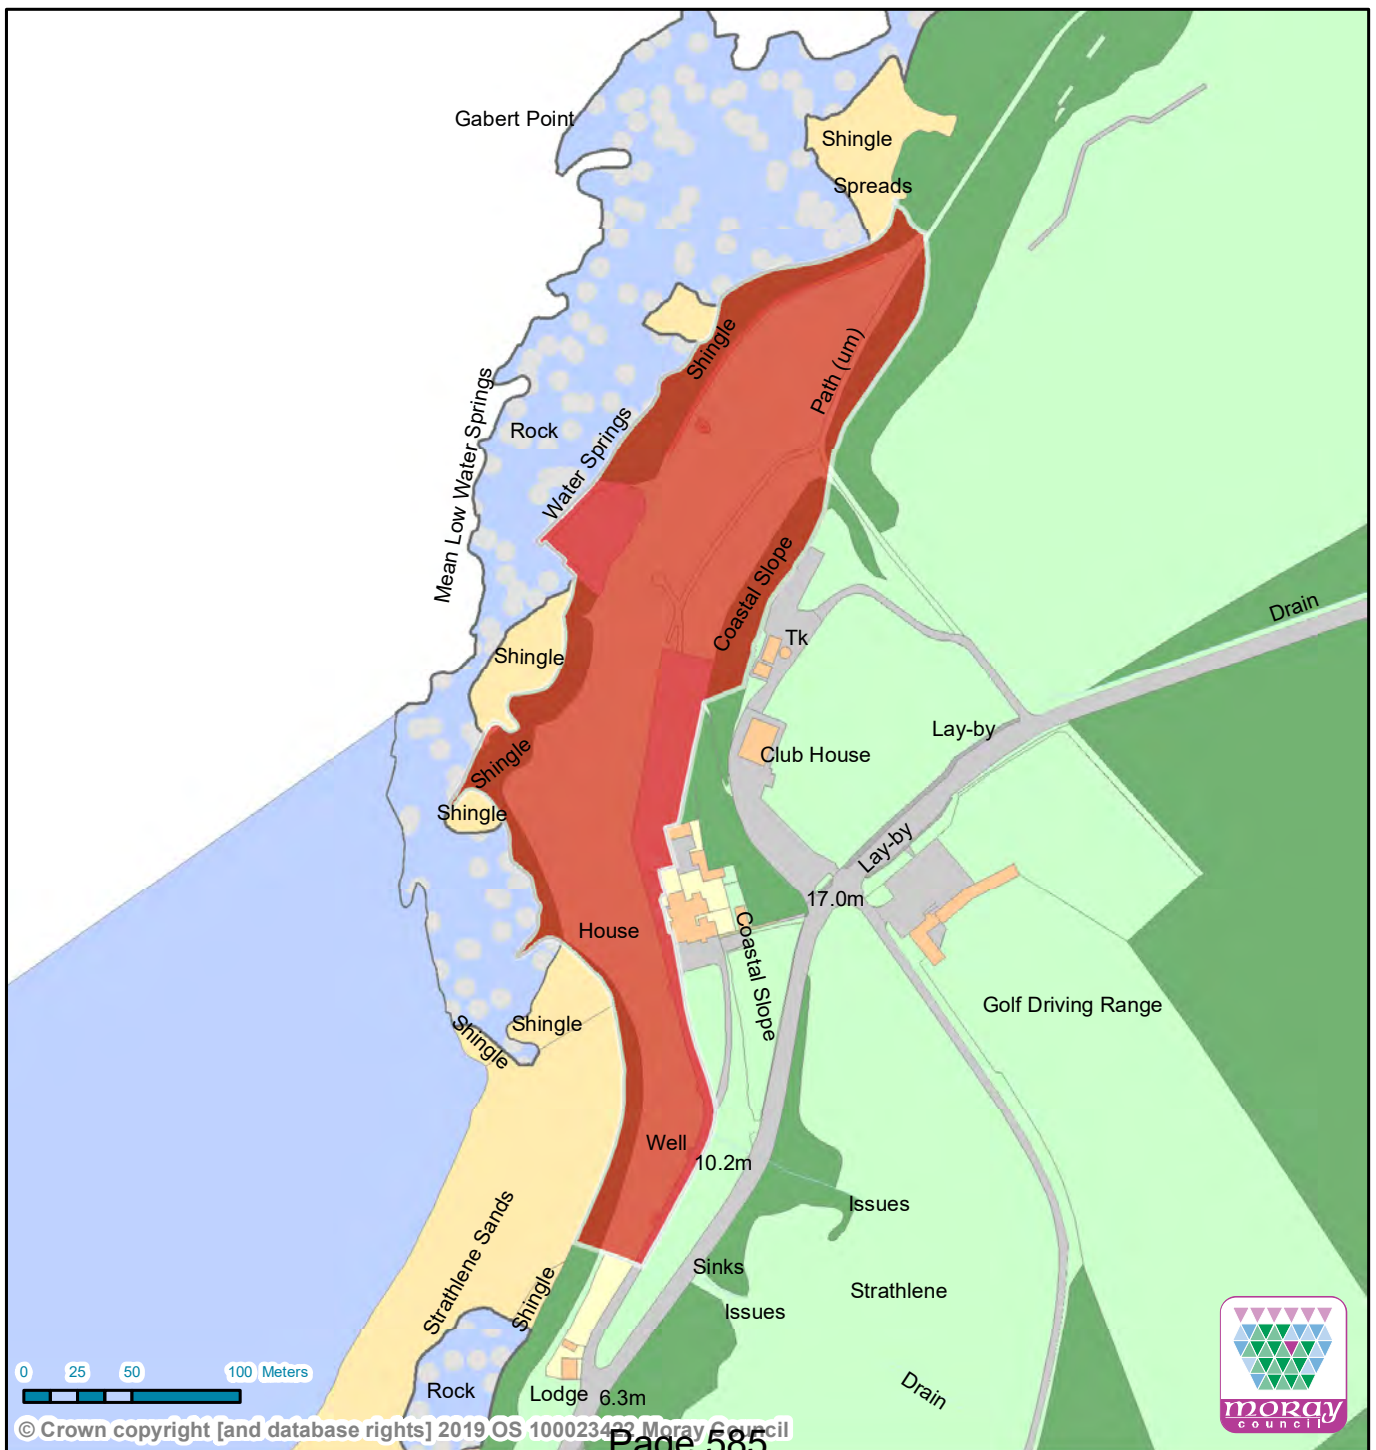 Gabert Point
Shingle
Spreads
Shingle
Path (um)
Mean Low Water Springs
Rock
Water Springs
Coastal Slope
Drain
Tk
Shingle
Lay-by
Shingle
Club House
Shingle
Lay-by
17.0m
House
Coastal Slope
Golf Driving Range
Shingle
Shingle
Well
10.2m
Issues
Strathlene Sands
Sinks
Strathlene
Shingle
Issues
0 25 50 100 Meters
Rock
Lodge
6.3m
Drain
moray
council
© Crown copyright [and database rights] 2019 OS 100023422 Moray Council
Page 585